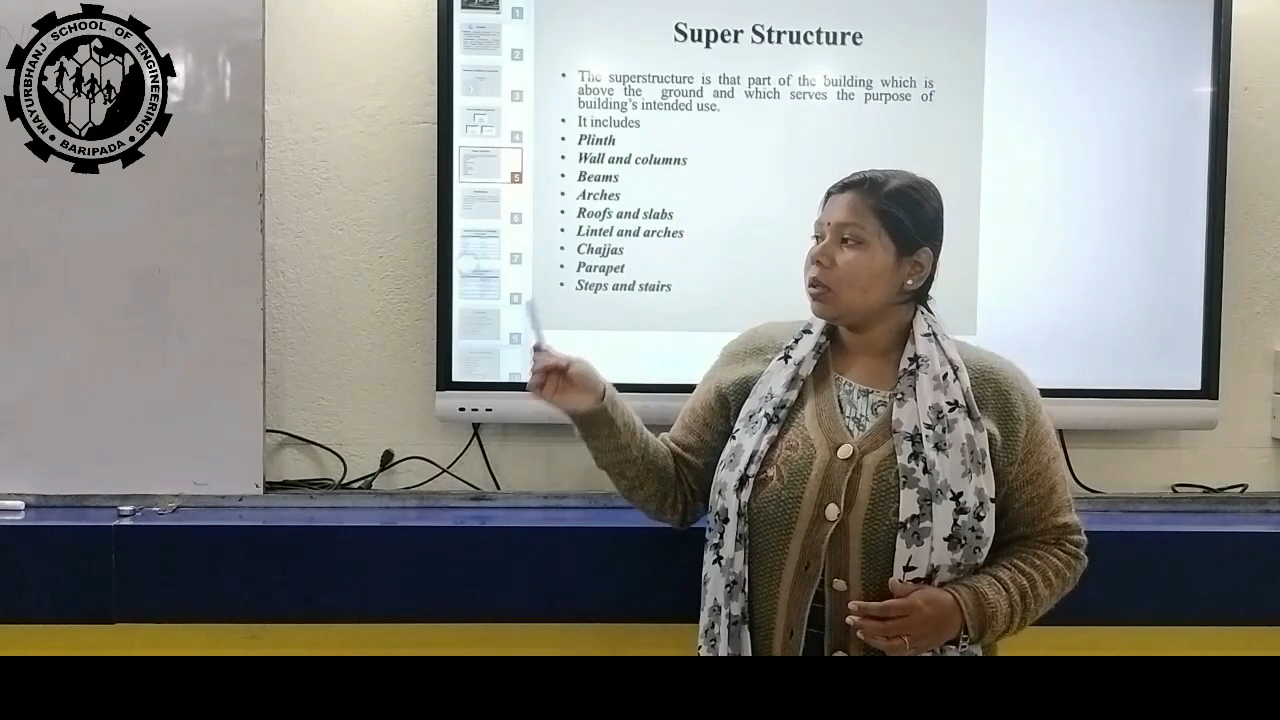 MAYURBHANJ SCHOOL OF ENGINEERING
• BARIPADA •
1
2
3
4
5
6
7
8
9
Super Structure
• The superstructure is that part of the building which is
above the ground and which serves the purpose of
building's intended use.
• It includes
• Plinth
• Wall and columns
• Beams
• Arches
• Roofs and slabs
• Lintel and arches
• Chajjas
• Parapet
• Steps and stairs